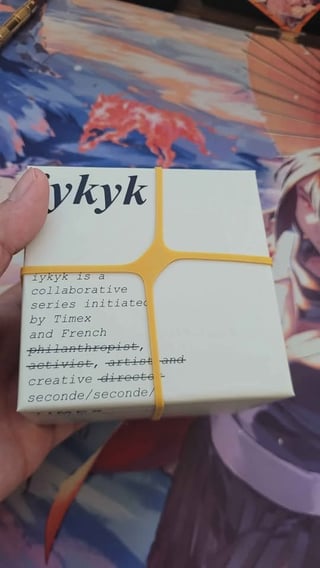 iykyk
iykyk is a
collaborative
series initiated
by Timex
and French
philanthropist,
activist, artist and
creative director
seconde/seconde/